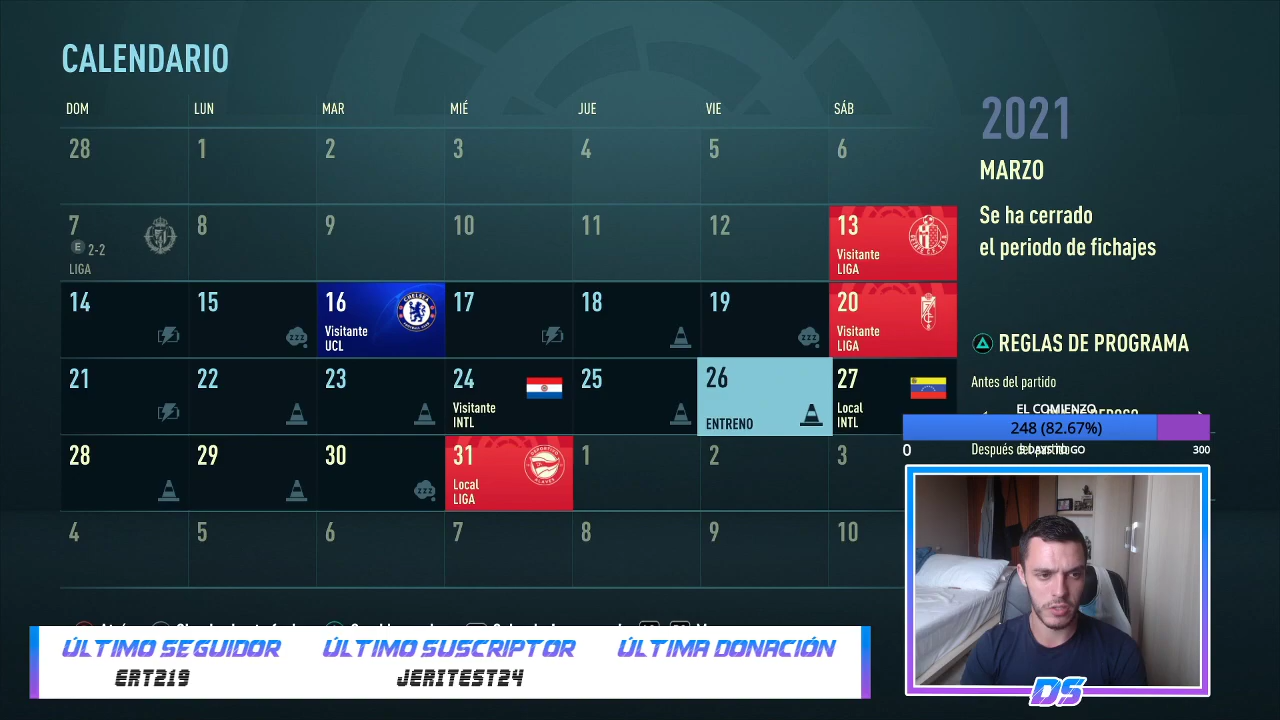 CALENDARIO
DOM LUN MAR MIÉ JUE VIE SÁB
2021
MARZO
Se ha cerrado
el periodo de fichajes
28 1 2 3 4 5 6
7 8 9 10 11 12 13
E 2-2
LIGA
Visitante
LIGA
14 15 16 17 18 19 20
Visitante
UCL
Visitante
LIGA
21 22 23 24 25 26 27
Visitante
INTL
ENTRENO
Local
INTL
28 29 30 31 1 2 3
Local
LIGA
4 5 6 7 8 9 10
REGLAS DE PROGRAMA
Antes del partido
EL COMIENZO
248 (82.67%)
0 300
Después del partido
ÚLTIMO SEGUIDOR ÚLTIMO SUSCRIPTOR ÚLTIMA DONACIÓN
ERT219 JERITEST24
DS